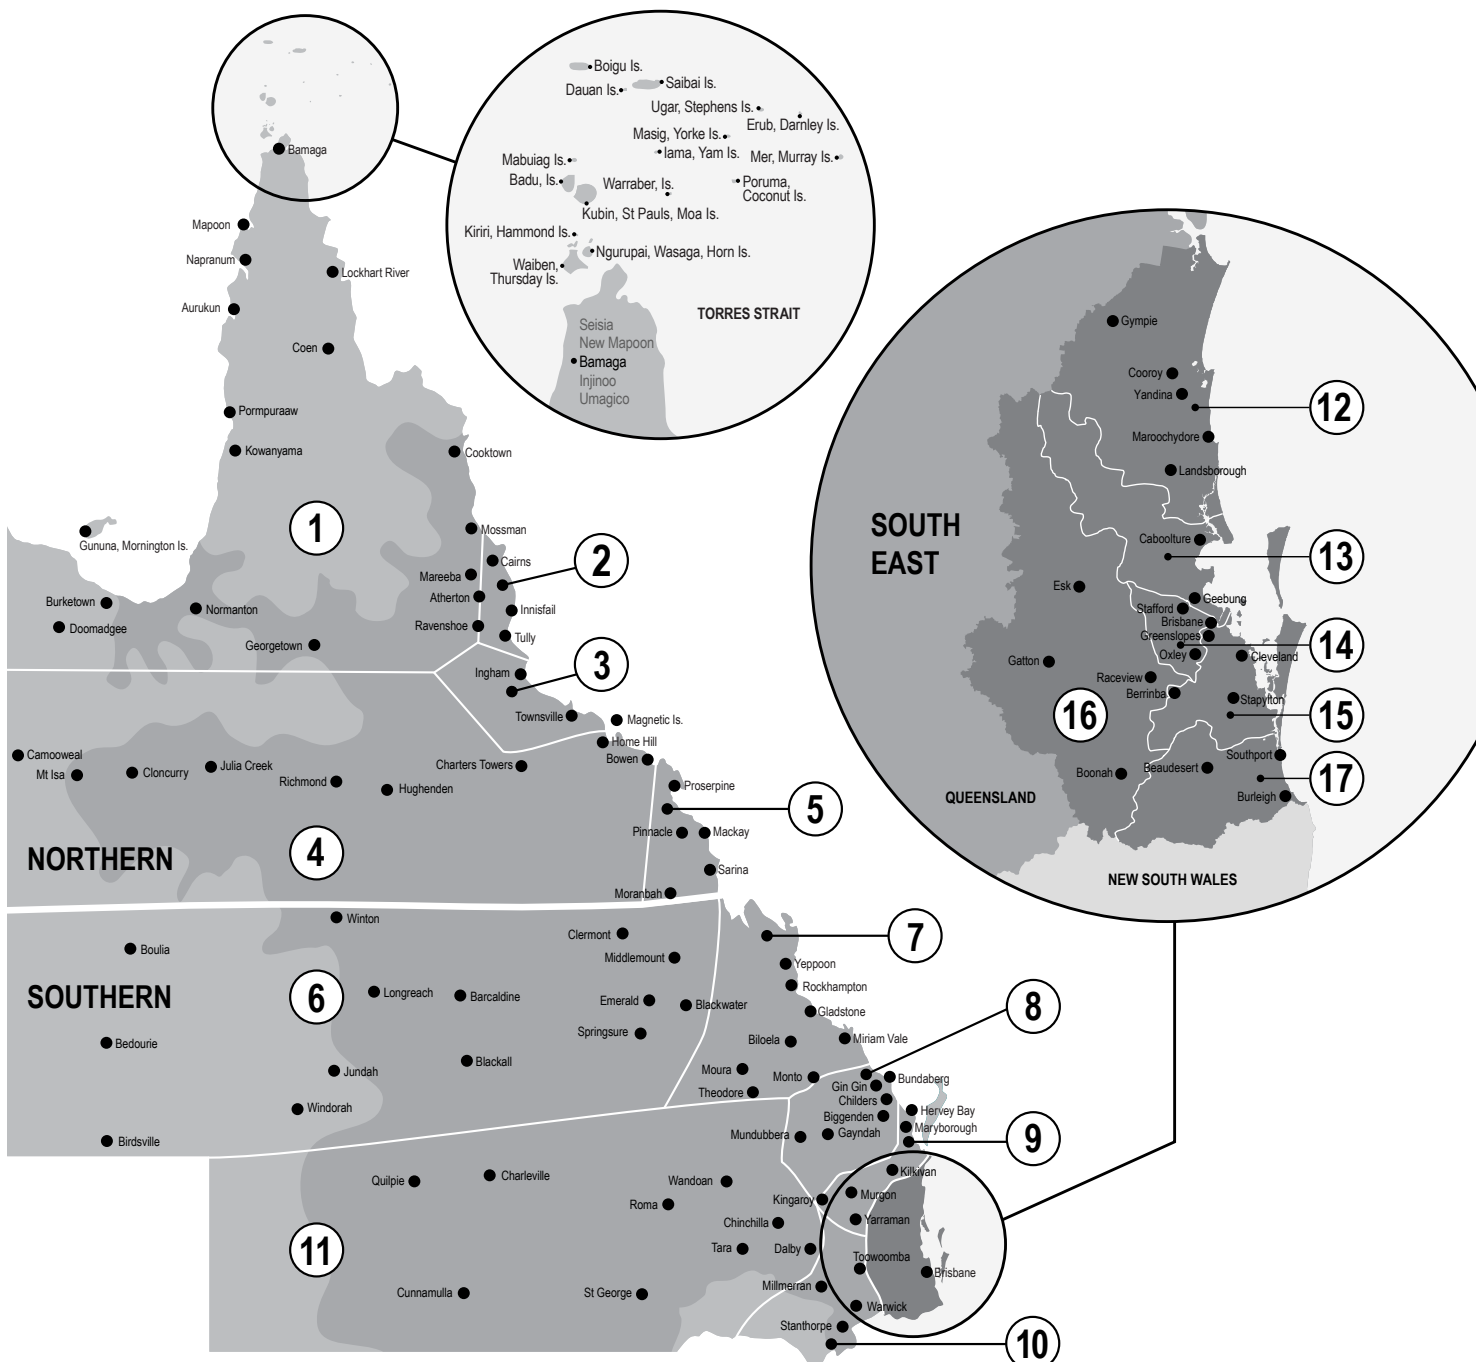 Boigu Is.
Dauan Is.
Saibai Is.
Ugar, Stephens Is.
Erub, Darnley Is.
Masig, Yorke Is.
Iama, Yam Is.
Mer, Murray Is.
Mabuiag Is.
Badu, Is.
Warraber, Is.
Poruma,
Coconut Is.
Kubin, St Pauls, Moa Is.
Kiriri, Hammond Is.
Ngurupai, Wasaga, Horn Is.
Waiben,
Thursday Is.
TORRES STRAIT
Seisia
New Mapoon
Bamaga
Injinoo
Umagico
Bamaga
Mapoon
Napranum
Lockhart River
Aurukun
Coen
Pormpuraaw
Kowanyama
Cooktown
1
Mossman
Gununa, Mornington Is.
Cairns
2
Mareeba
Atherton
Burketown
Normanton
Innisfail
Doomadgee
Ravenshoe
Tully
Georgetown
3
Ingham
Townsville
Magnetic Is.
Home Hill
Camooweal
Mt Isa
Cloncurry
Julia Creek
Richmond
Hughenden
Charters Towers
Bowen
Proserpine
5
Pinnacle
Mackay
NORTHERN
4
Sarina
Moranbah
Winton
Clermont
7
Boulia
Middlemount
Yeppoon
SOUTHERN
6
Longreach
Barcaldine
Emerald
Blackwater
Rockhampton
8
Gladstone
Springsure
Bedourie
Biloela
Miriam Vale
Jundah
Blackall
Moura
Monto
Bundaberg
Theodore
Gin Gin
Childers
Windorah
Biggenden
Hervey Bay
Maryborough
Birdsville
Mundubbera
Gayndah
9
Quilpie
Charleville
Wandoan
Kilkivan
Roma
Kingaroy
Murgon
Chinchilla
Yarraman
11
Tara
Dalby
Toowoomba
Brisbane
Cunnamulla
St George
Millmerran
Warwick
Stanthorpe
10
Gympie
Cooroy
Yandina
12
Maroochydore
Landsborough
SOUTH
EAST
Caboolture
13
Esk
Geebung
Stafford
Brisbane
Greenslopes
14
Oxley
Cleveland
Gatton
Raceview
Berrinba
Stapylton
16
15
Southport
Boonah
Beaudesert
17
QUEENSLAND
Burleigh
NEW SOUTH WALES